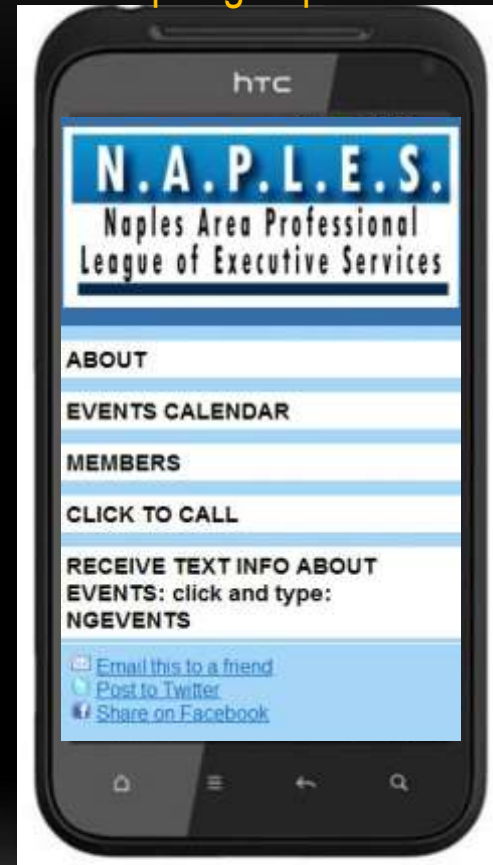 hTC
N.A.P.L.E.S.
Naples Area Professional
League of Executive Services
ABOUT
EVENTS CALENDAR
MEMBERS
CLICK TO CALL
RECEIVE TEXT INFO ABOUT
EVENTS: click and type:
NGEVENTS
Email this to a friend
Post to Twitter
Share on Facebook